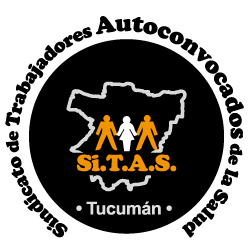 Sindicato de Trabajadores Autoconvocados de la Salud
Si.T.A.S.
· Tucumán ·